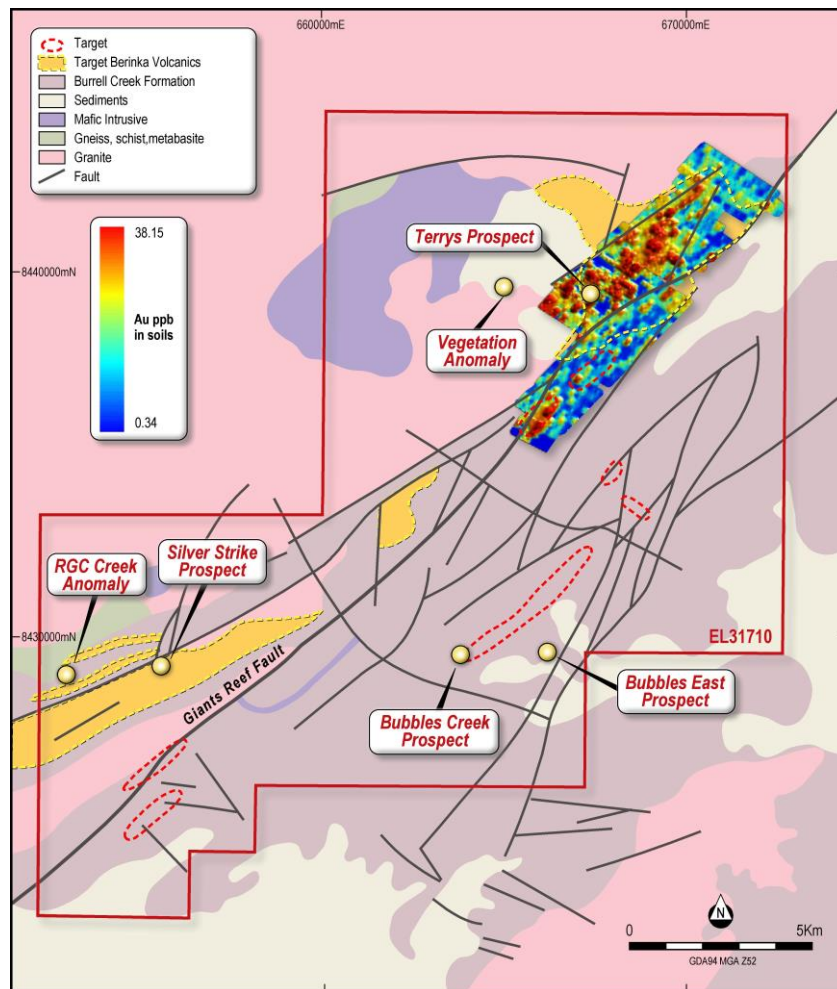 660000mE
670000mE
Target
Target Berinka Volcanics
Burrell Creek Formation
Sediments
Mafic Intrusive
Gneiss, schist,metabasite
Granite
Fault
38.15
Au ppb
in soils
0.34
8440000mN
Terrys Prospect
Vegetation
Anomaly
RGC Creek
Anomaly
Silver Strike
Prospect
8430000mN
Giants Reef Fault
EL31710
Bubbles Creek
Prospect
Bubbles East
Prospect
N
0
5Km
GDA94 MGA Z52